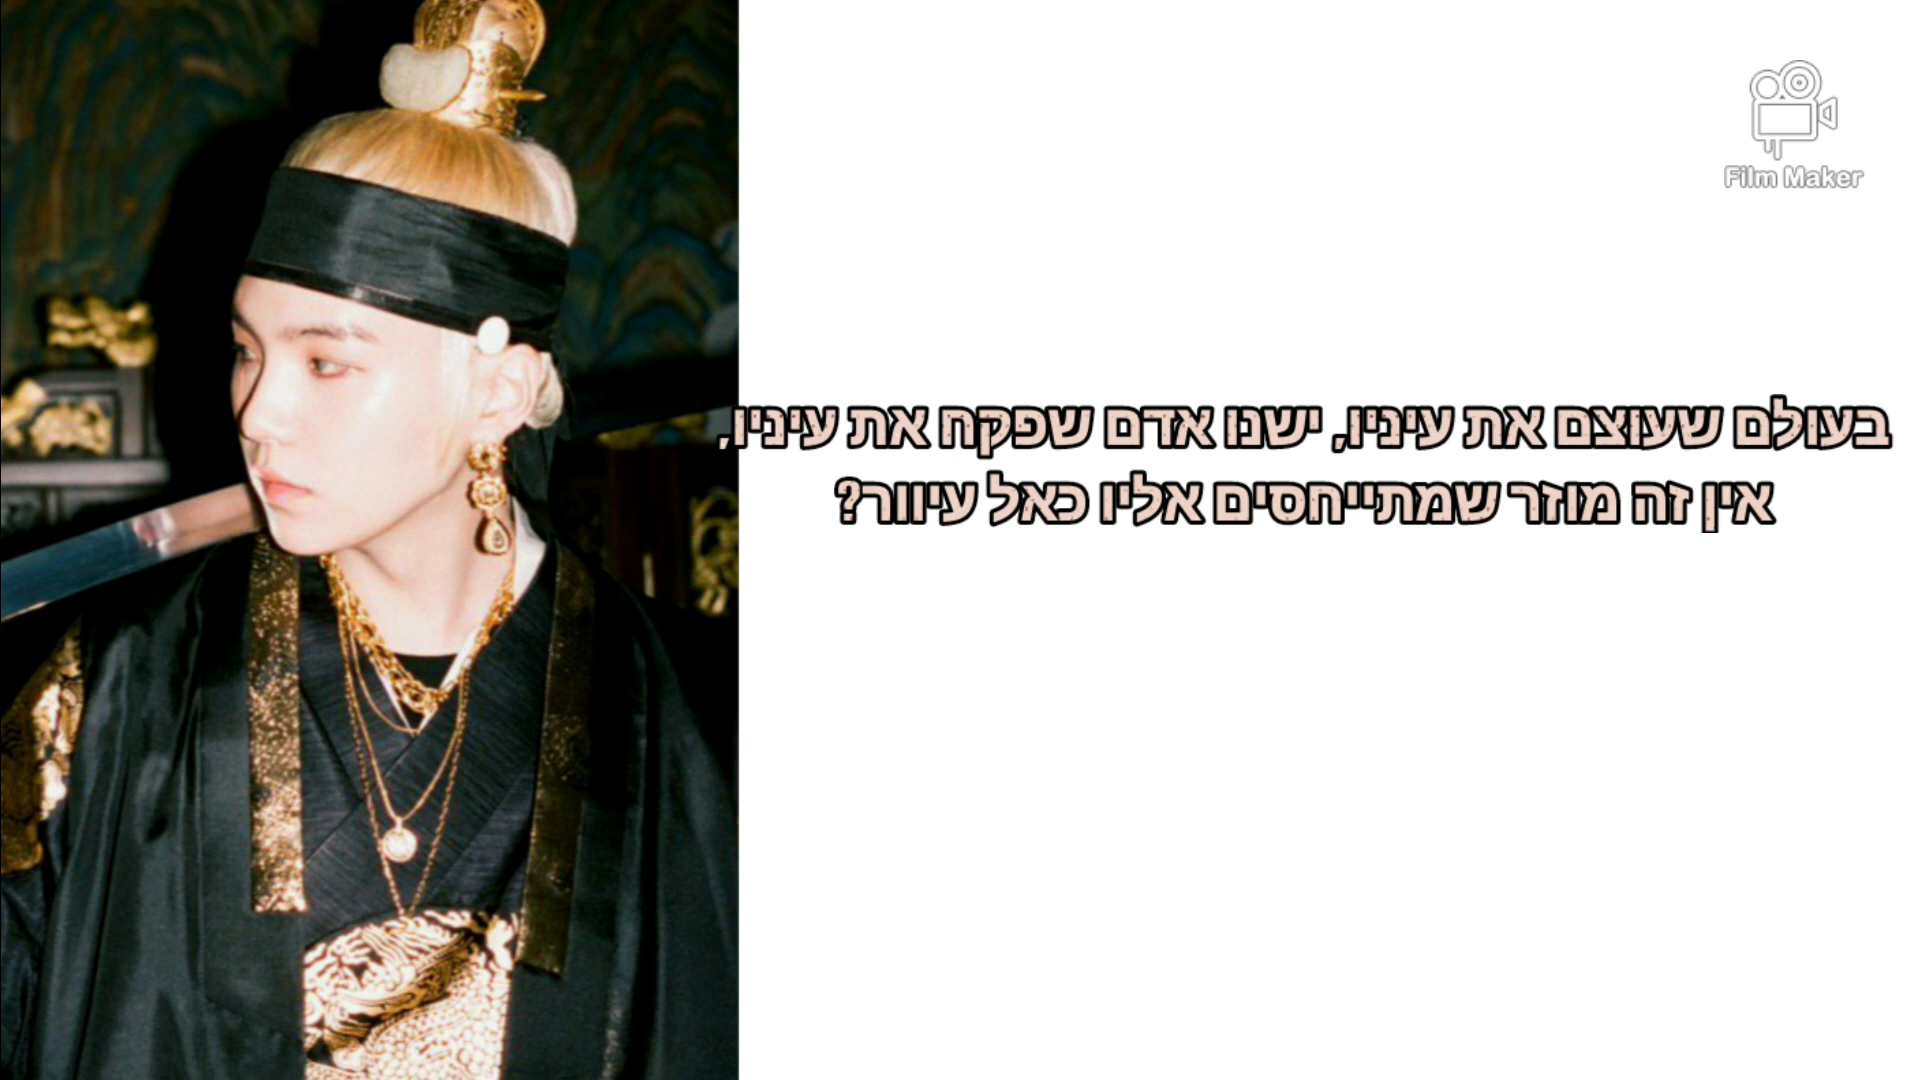 Film Maker
בעולם שעוצם את עיניו, ישנו אדם שפקח את עיניו,
אין זה מוזר שמתייחסים אליו כאל עיוור?